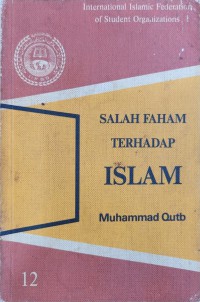 International Islamic Federation
of Student Organizations
SALAH FAHAM
TERHADAP
ISLAM
Muhammad Qutb
12